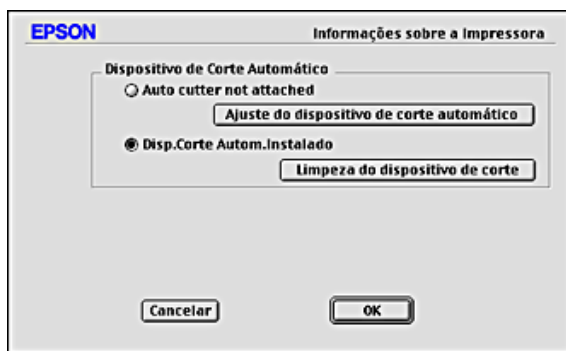 EPSON
Informações sobre a Impressora
Dispositivo de Corte Automático
Auto cutter not attached
Ajuste do dispositivo de corte automático
Disp.Corte Autom.Instalado
Limpeza do dispositivo de corte
Cancelar
OK